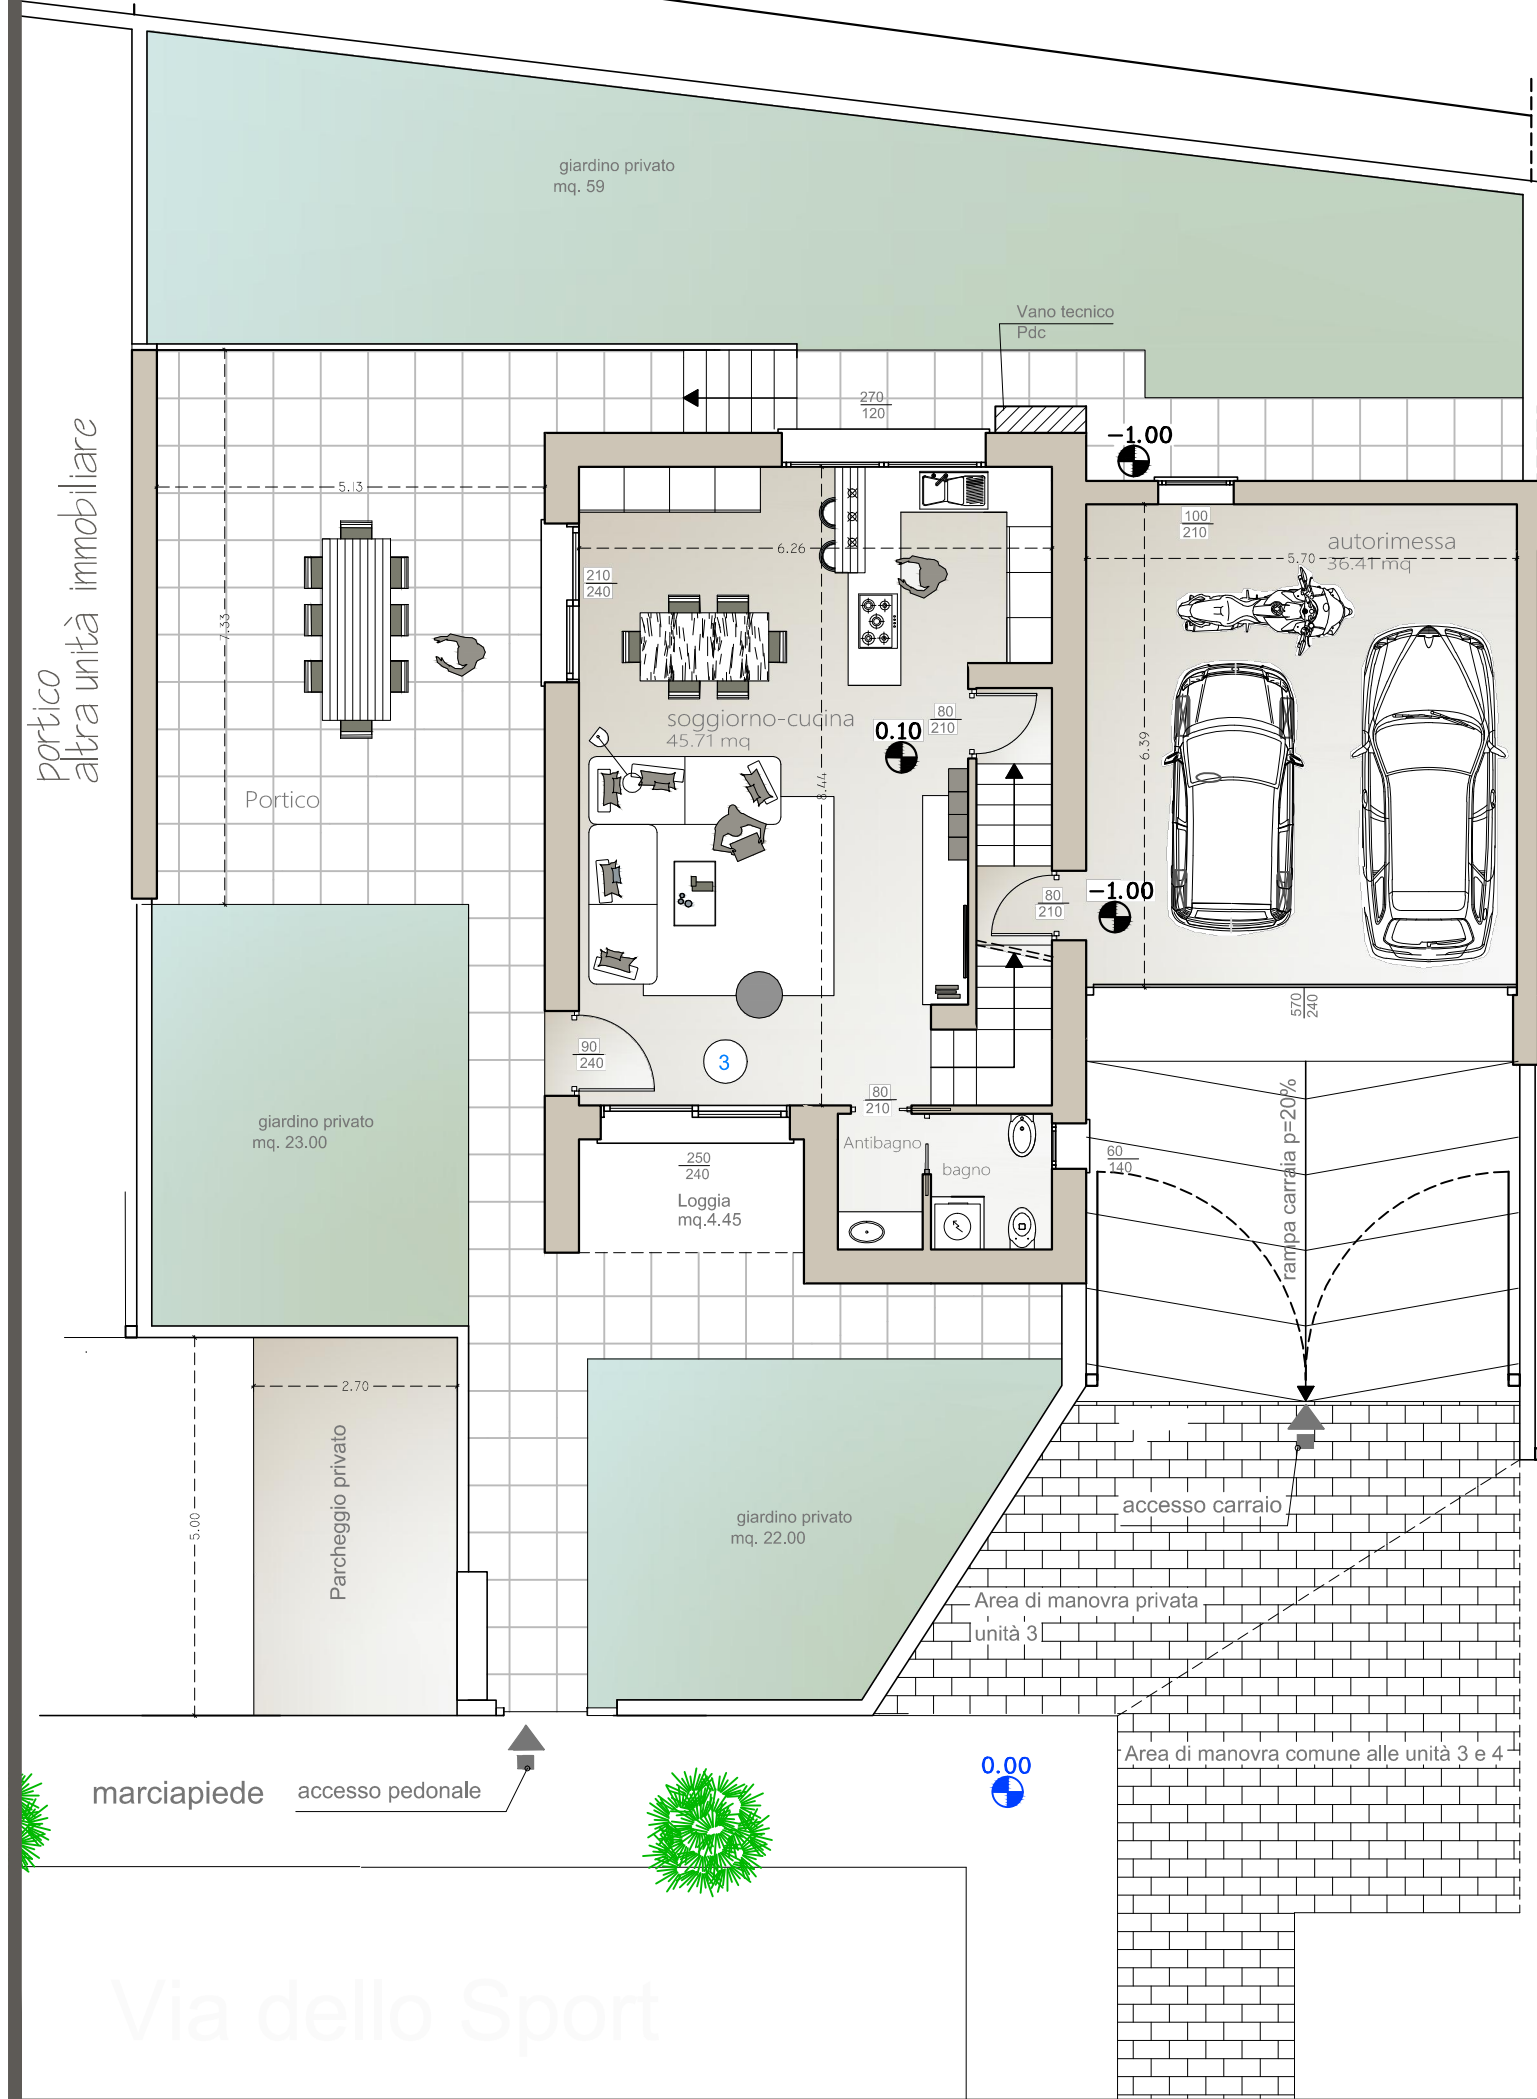 giardino privato
mq. 59
Vano tecnico
Pdc
270
120
−1.00
portico
altra unità immobiliare
5.13
6.26
100
210
autorimessa
5.70
36.41 mq
210
240
7.33
soggiorno-cucina
45.71 mq
80
210
0.10
6.39
8.44
Portico
80
210
−1.00
570
240
90
240
3
80
210
giardino privato
mq. 23.00
Antibagno
bagno
60
140
rampa carraia p=20%
250
240
Loggia
mq.4.45
2.70
Parcheggio privato
5.00
accesso carraio
giardino privato
mq. 22.00
Area di manovra privata
unità 3
Area di manovra comune alle unità 3 e 4
0.00
marciapiede
accesso pedonale
Via dello Sport